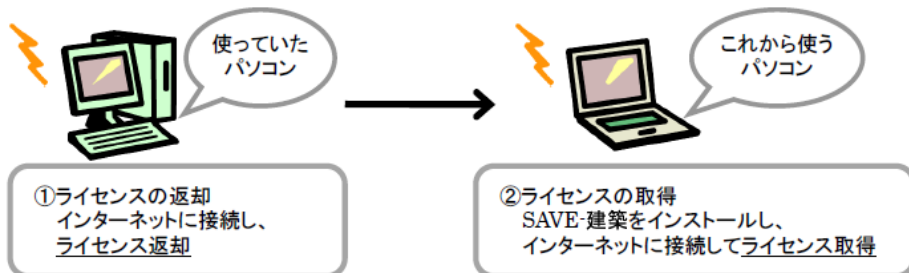 使っていた
パソコン
これから使う
パソコン
①ライセンスの返却
インターネットに接続し、
ライセンス返却
②ライセンスの取得
SAVE-建築をインストールし、
インターネットに接続してライセンス取得